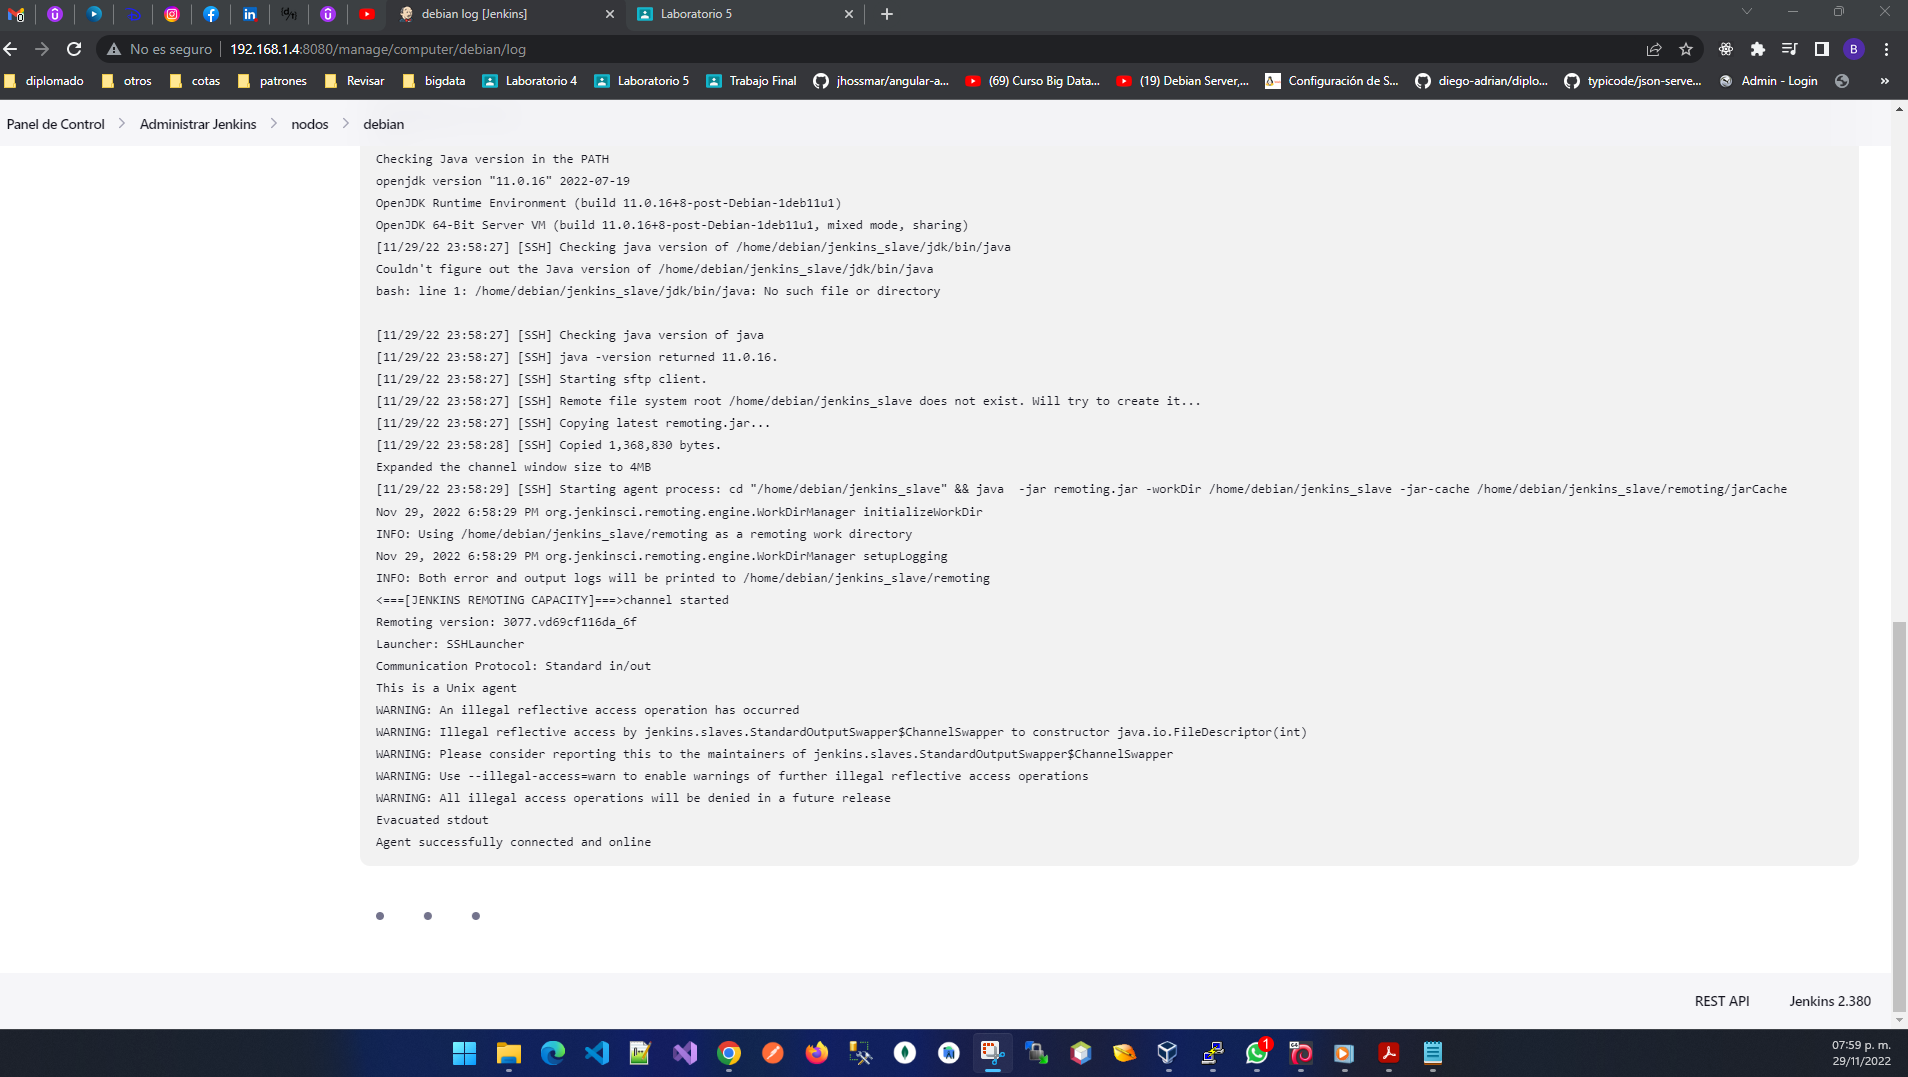 debian log [Jenkins]
Laboratorio 5
No es seguro
192.168.1.4:8080/manage/computer/debian/log
B
diplomado
otros
cotas
patrones
Revisar
bigdata
Laboratorio 4
Laboratorio 5
Trabajo Final
jhossmar/angular-a...
(69) Curso Big Data...
(19) Debian Server,...
Configuración de S...
diego-adrian/diplo...
typicode/json-serve...
Admin - Login
»
Panel de Control
Administrar Jenkins
nodos
debian
Checking Java version in the PATH
openjdk version "11.0.16" 2022-07-19
OpenJDK Runtime Environment (build 11.0.16+8-post-Debian-1deb11u1)
OpenJDK 64-Bit Server VM (build 11.0.16+8-post-Debian-1deb11u1, mixed mode, sharing)
[11/29/22 23:58:27] [SSH] Checking java version of /home/debian/jenkins_slave/jdk/bin/java
Couldn't figure out the Java version of /home/debian/jenkins_slave/jdk/bin/java
bash: line 1: /home/debian/jenkins_slave/jdk/bin/java: No such file or directory
[11/29/22 23:58:27] [SSH] Checking java version of java
[11/29/22 23:58:27] [SSH] java -version returned 11.0.16.
[11/29/22 23:58:27] [SSH] Starting sftp client.
[11/29/22 23:58:27] [SSH] Remote file system root /home/debian/jenkins_slave does not exist. Will try to create it...
[11/29/22 23:58:27] [SSH] Copying latest remoting.jar...
[11/29/22 23:58:28] [SSH] Copied 1,368,830 bytes.
Expanded the channel window size to 4MB
[11/29/22 23:58:29] [SSH] Starting agent process: cd "/home/debian/jenkins_slave" && java  -jar remoting.jar -workDir /home/debian/jenkins_slave -jar-cache /home/debian/jenkins_slave/remoting/jarCache
Nov 29, 2022 6:58:29 PM org.jenkinsci.remoting.engine.WorkDirManager initializeWorkDir
INFO: Using /home/debian/jenkins_slave/remoting as a remoting work directory
Nov 29, 2022 6:58:29 PM org.jenkinsci.remoting.engine.WorkDirManager setupLogging
INFO: Both error and output logs will be printed to /home/debian/jenkins_slave/remoting
<===[JENKINS REMOTING CAPACITY]===>channel started
Remoting version: 3077.vd69cf116da_6f
Launcher: SSHLauncher
Communication Protocol: Standard in/out
This is a Unix agent
WARNING: An illegal reflective access operation has occurred
WARNING: Illegal reflective access by jenkins.slaves.StandardOutputSwapper$ChannelSwapper to constructor java.io.FileDescriptor(int)
WARNING: Please consider reporting this to the maintainers of jenkins.slaves.StandardOutputSwapper$ChannelSwapper
WARNING: Use --illegal-access=warn to enable warnings of further illegal reflective access operations
WARNING: All illegal access operations will be denied in a future release
Evacuated stdout
Agent successfully connected and online
REST API
Jenkins 2.380
1
07:59 p. m.
29/11/2022